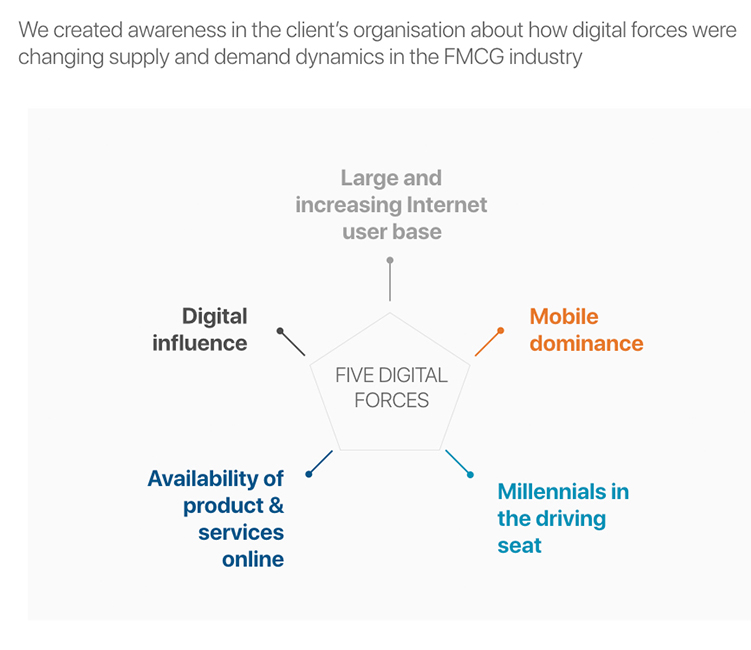 We created awareness in the client’s organisation about how digital forces were
changing supply and demand dynamics in the FMCG industry
Large and
increasing Internet
user base
Digital
influence
Mobile
dominance
FIVE DIGITAL
FORCES
Availability of
product &
services
online
Millennials in
the driving
seat